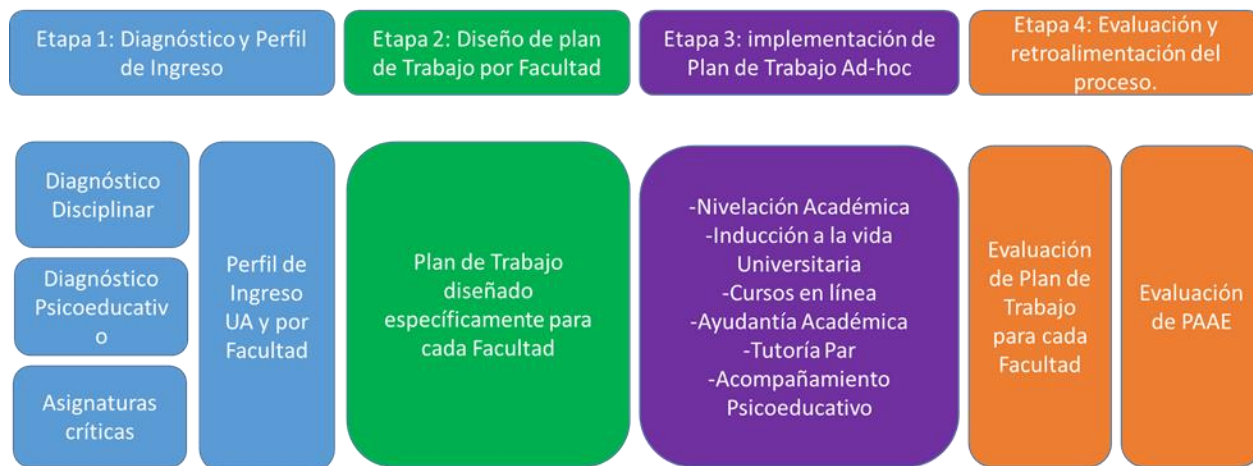 Etapa 1: Diagnóstico y Perfil
de Ingreso
Etapa 2: Diseño de plan
de Trabajo por Facultad
Etapa 3: implementación de
Plan de Trabajo Ad-hoc
Etapa 4: Evaluación y
retroalimentación del
proceso.
Diagnóstico
Disciplinar
Diagnóstico
Psicoeducativ
o
Asignaturas
críticas
Perfil de
Ingreso
UA y por
Facultad
Plan de Trabajo
diseñado
específicamente para
cada Facultad
-Nivelación Académica
-Inducción a la vida
Universitaria
-Cursos en línea
-Ayudantía Académica
-Tutoría Par
-Acompañamiento
Psicoeducativo
Evaluación
de Plan de
Trabajo
para cada
Facultad
Evaluación
de PAAE